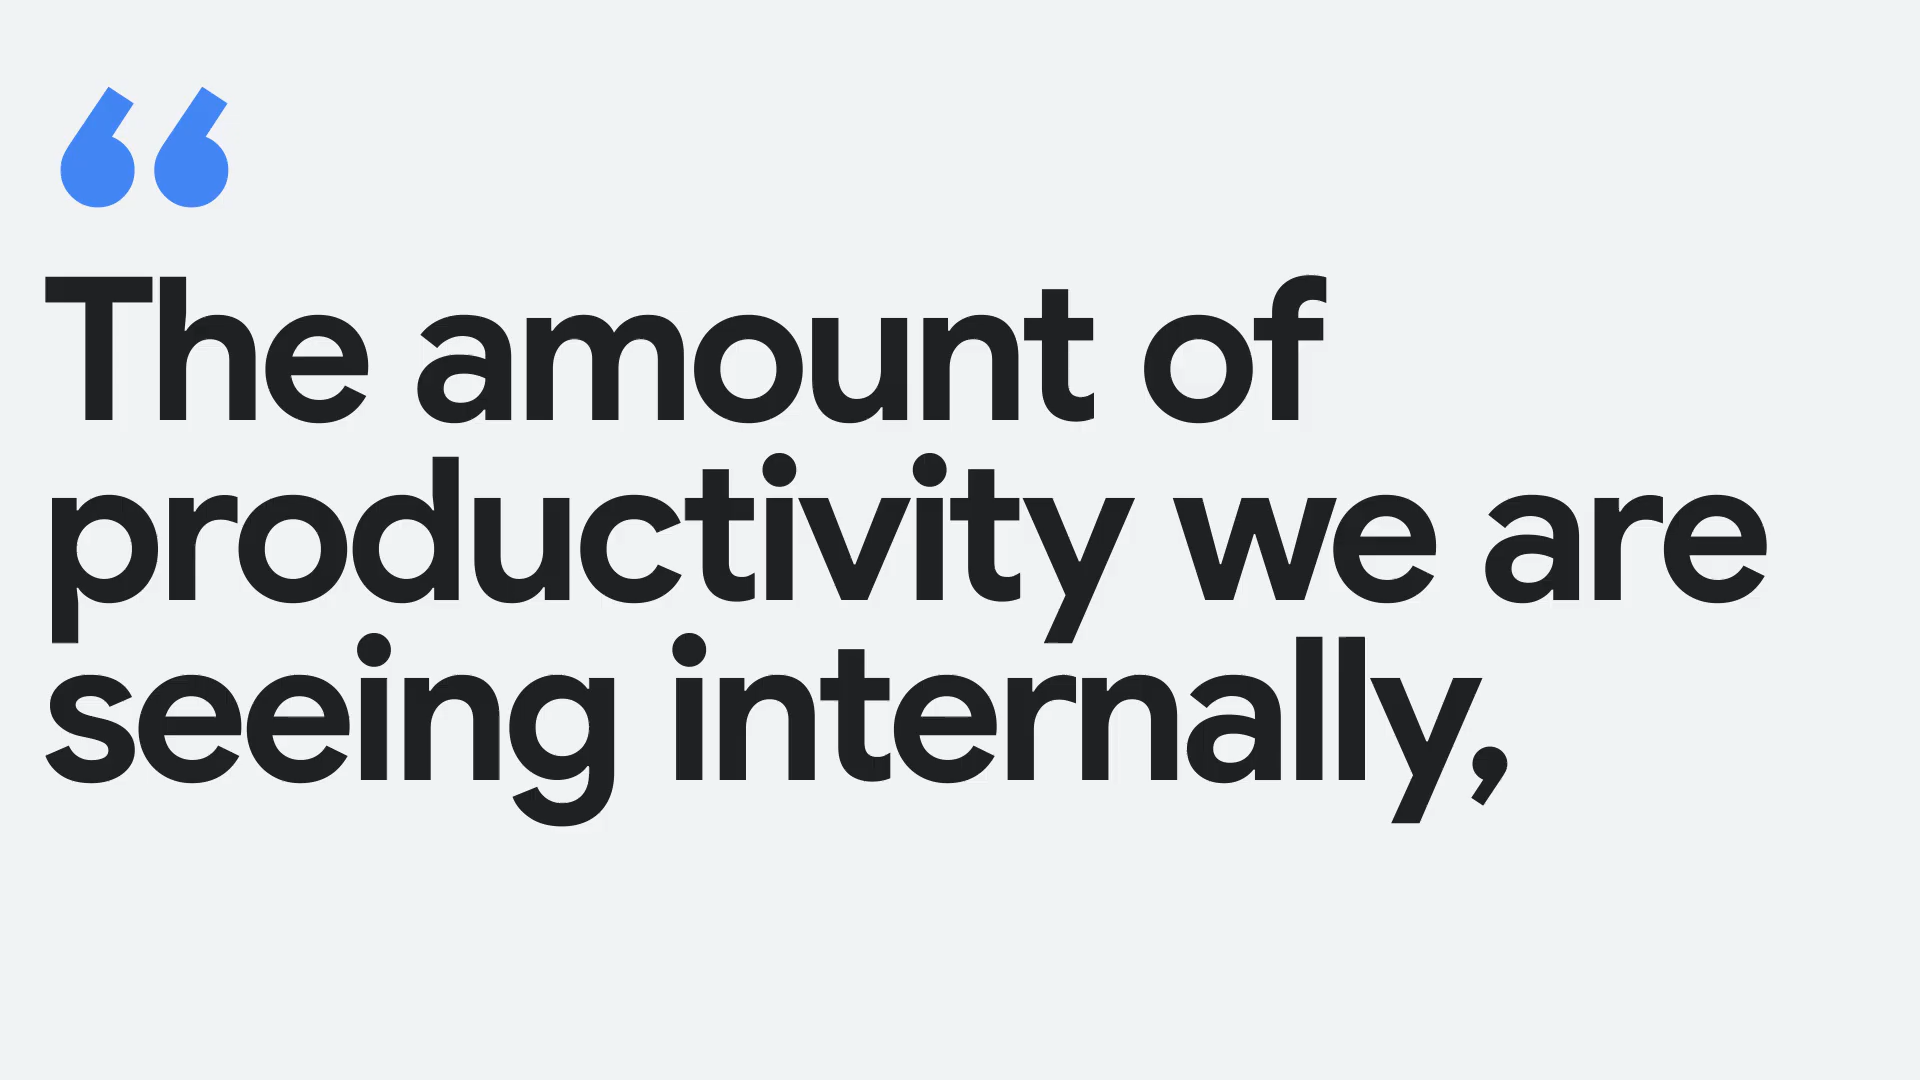 “
The amount of
productivity we are
seeing internally,